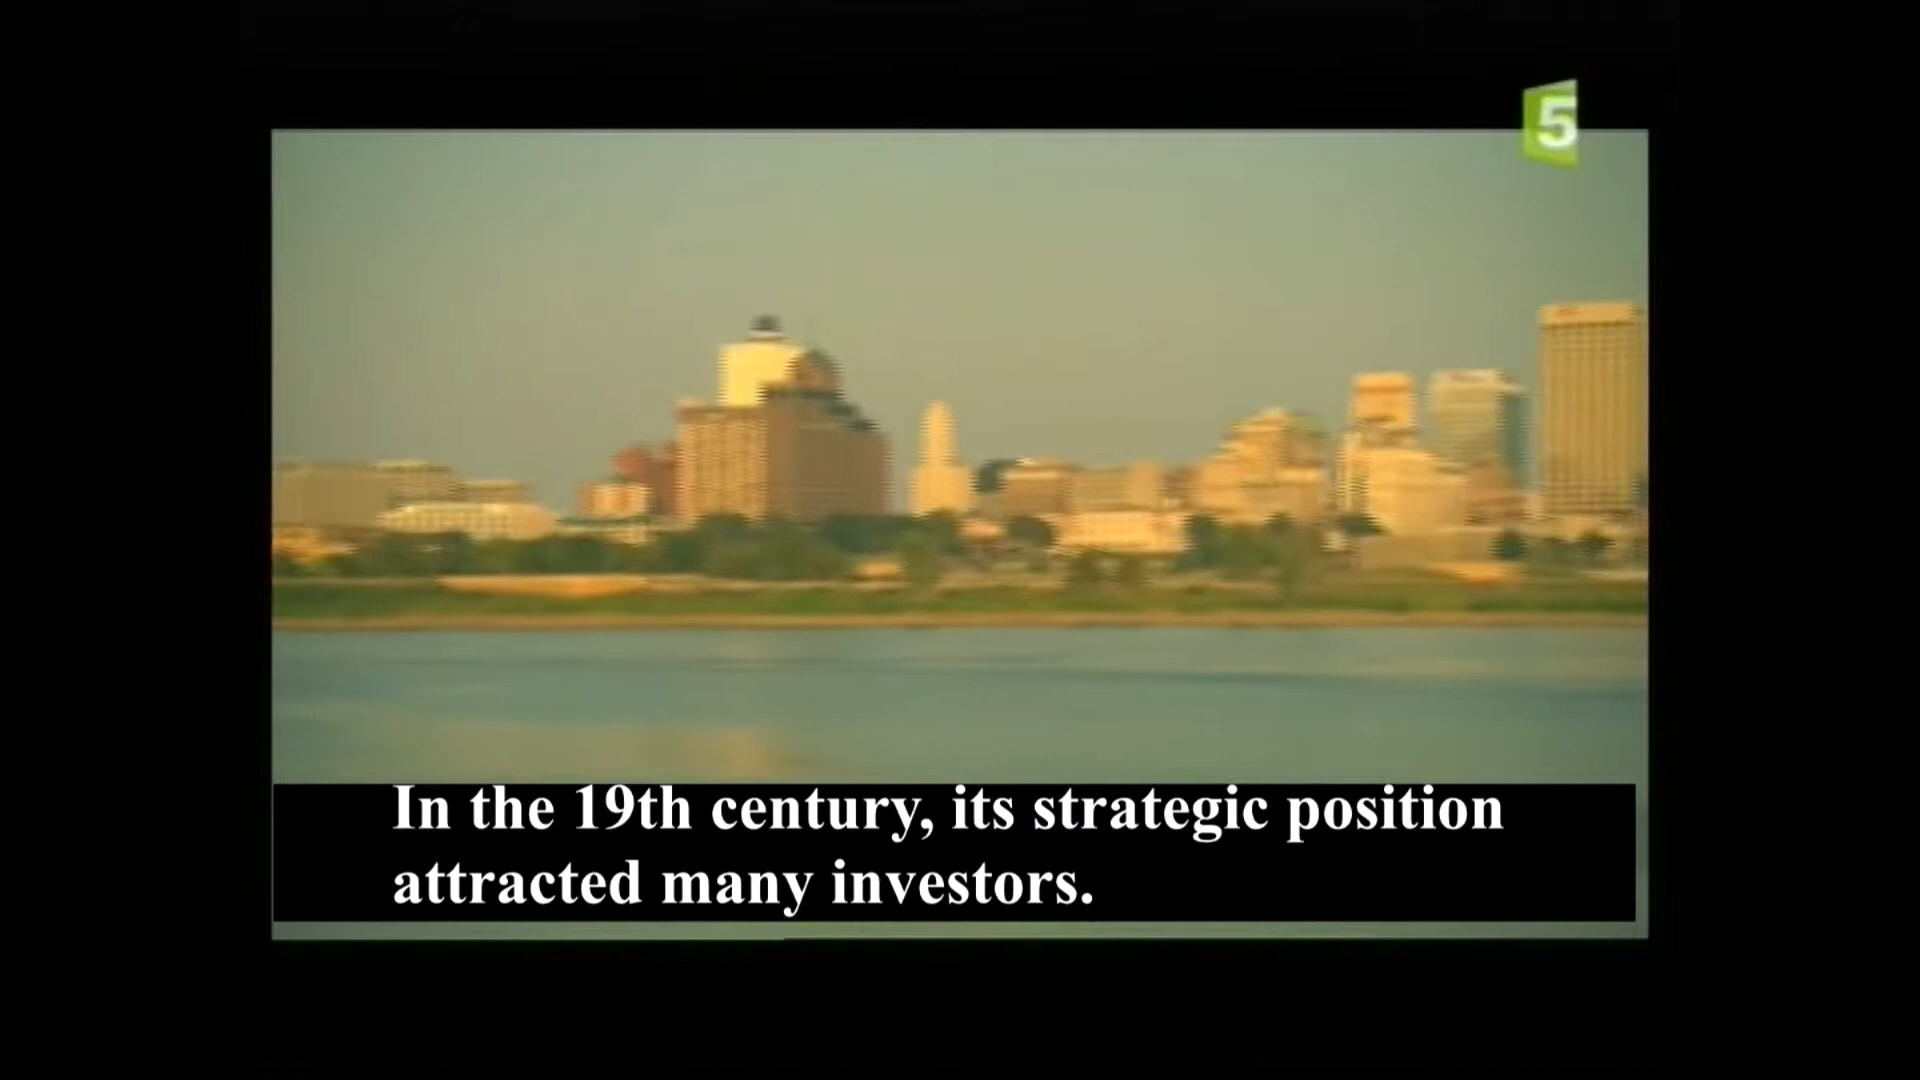 5
In the 19th century, its strategic position
attracted many investors.